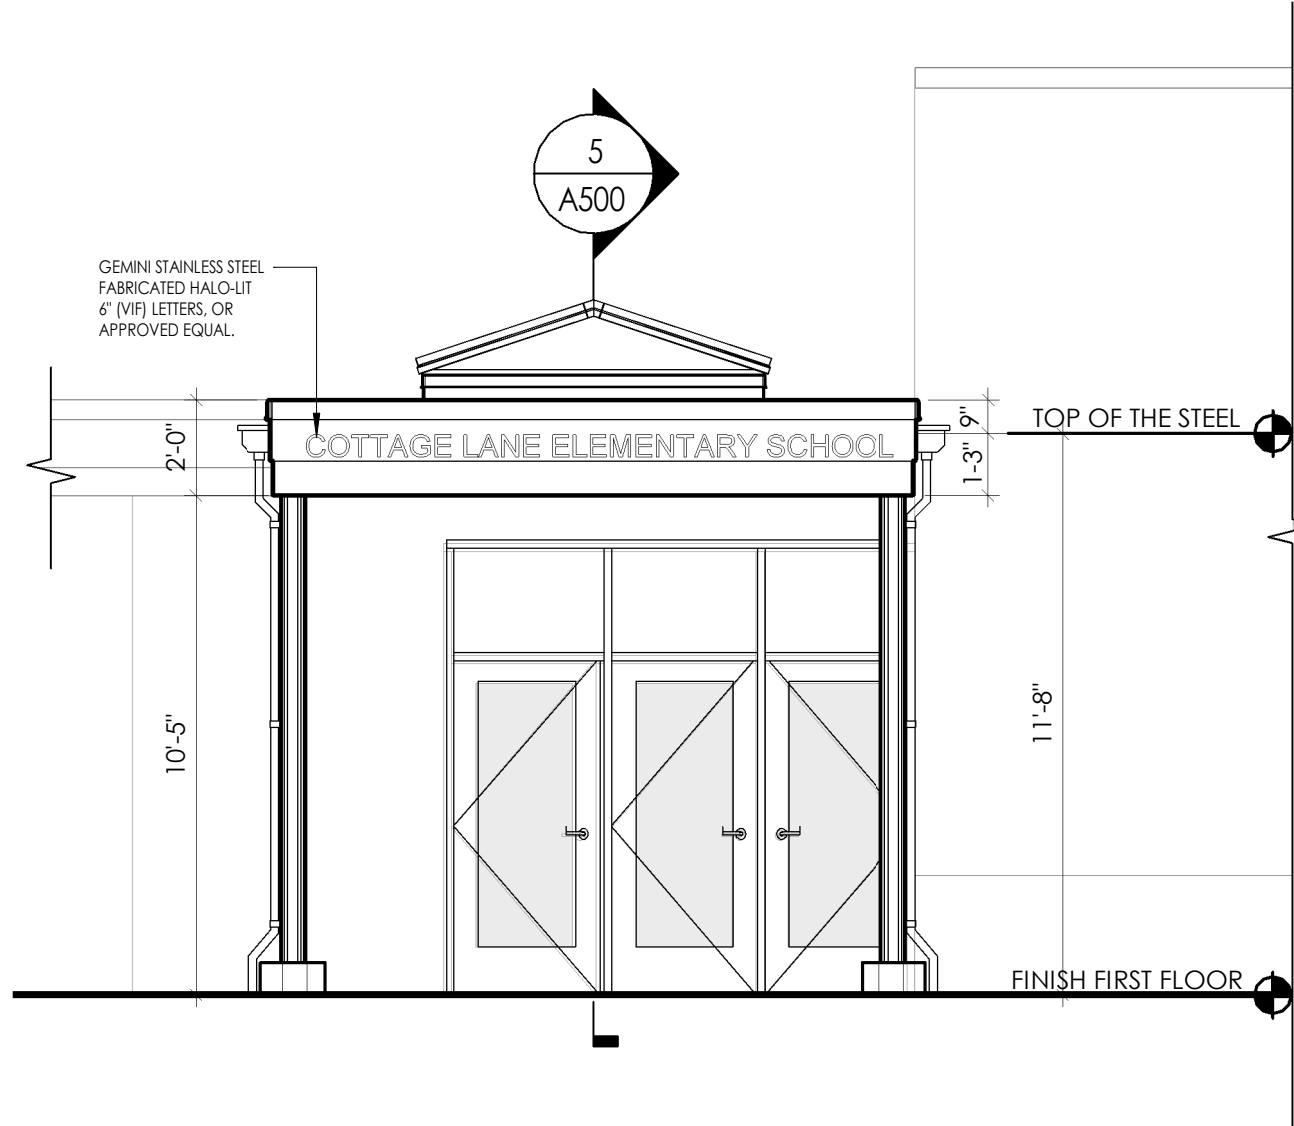 5
A500
GEMINI STAINLESS STEEL
FABRICATED HALO-LIT
6" (VIF) LETTERS, OR
APPROVED EQUAL.
2'-0"
COTTAGE LANE ELEMENTARY SCHOOL
9"
1-3"
TOP OF THE STEEL
10'-5"
11'-8"
FINISH FIRST FLOOR